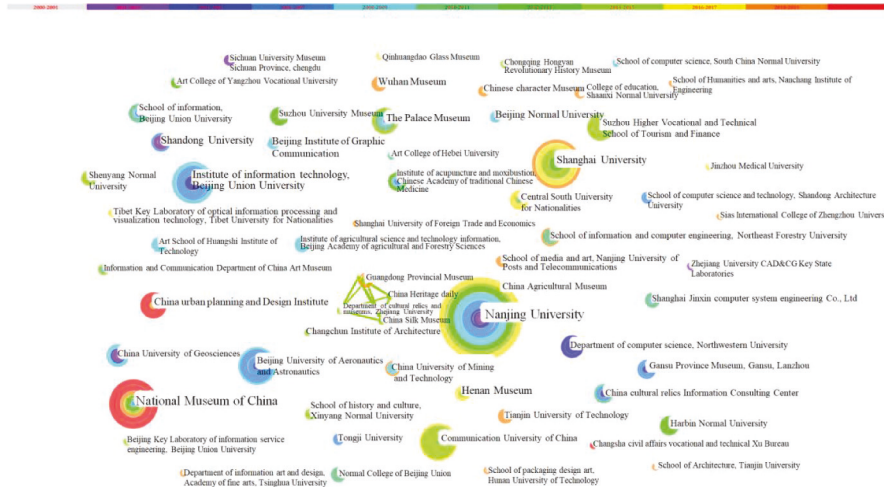 2000-2001
2008-2009
2010-2011
2016-2017
Sichuan University Museum
Sichuan Province, chengdu
Qinhuangdao Glass Museum
Chongqing Hongyan
Revolutionary History Museum
School of computer science, South China Normal University
Art College of Yangzhou Vocational University
Wuhan Museum
Chinese character Museum
College of education,
Shaanxi Normal University
School of Humanities and arts, Nanchang Institute of
Engineering
School of information,
Beijing Union University
Suzhou University Museum
The Palace Museum
Beijing Normal University
Suzhou Higher Vocational and Technical
School of Tourism and Finance
Shandong University
Beijing Institute of Graphic
Communication
Art College of Hebei University
Shanghai University
Jinzhou Medical University
Shenyang Normal
University
Institute of information technology,
Beijing Union University
Institute of acupuncture and moxibustion,
Chinese Academy of traditional Chinese
Medicine
Central South University
for Nationalities
School of computer science and technology, Shandong Architecture
University
Tibet Key Laboratory of optical information processing and
visualization technology, Tibet University for Nationalities
Shanghai University of Foreign Trade and Economics
Sias International College of Zhengzhou Univers
Art School of Huangshi Institute of
Technology
Institute of agricultural science and technology information,
Beijing Academy of agricultural and Forestry Sciences
School of information and computer engineering, Northeast Forestry University
Information and Communication Department of China Art Museum
School of media and art, Nanjing University of
Posts and Telecommunications
Zhejiang University CAD&CG Key State
Laboratories
Guangdong Provincial Museum
China Agricultural Museum
China Heritage daily
China urban planning and Design Institute
Department of cultural relics and
museums, Zhejiang University
China Silk Museum
Nanjing University
Shanghai Jinxin computer system engineering Co., Ltd
Changchun Institute of Architecture
China University of Geosciences
Beijing University of Aeronautics
and Astronautics
China University of Mining
and Technology
Department of computer science, Northwestern University
Gansu Province Museum, Gansu, Lanzhou
National Museum of China
Henan Museum
China cultural relics Information Consulting Center
School of history and culture,
Xinyang Normal University
Tianjin University of Technology
Harbin Normal University
Beijing Key Laboratory of information service
engineering, Beijing Union University
Tongji University
Communication University of China
Changsha civil affairs vocational and technical Xu Bureau
Department of information art and design,
Academy of fine arts, Tsinghua University
Normal College of Beijing Union
School of packaging design art,
Hunan University of Technology
School of Architecture, Tianjin University